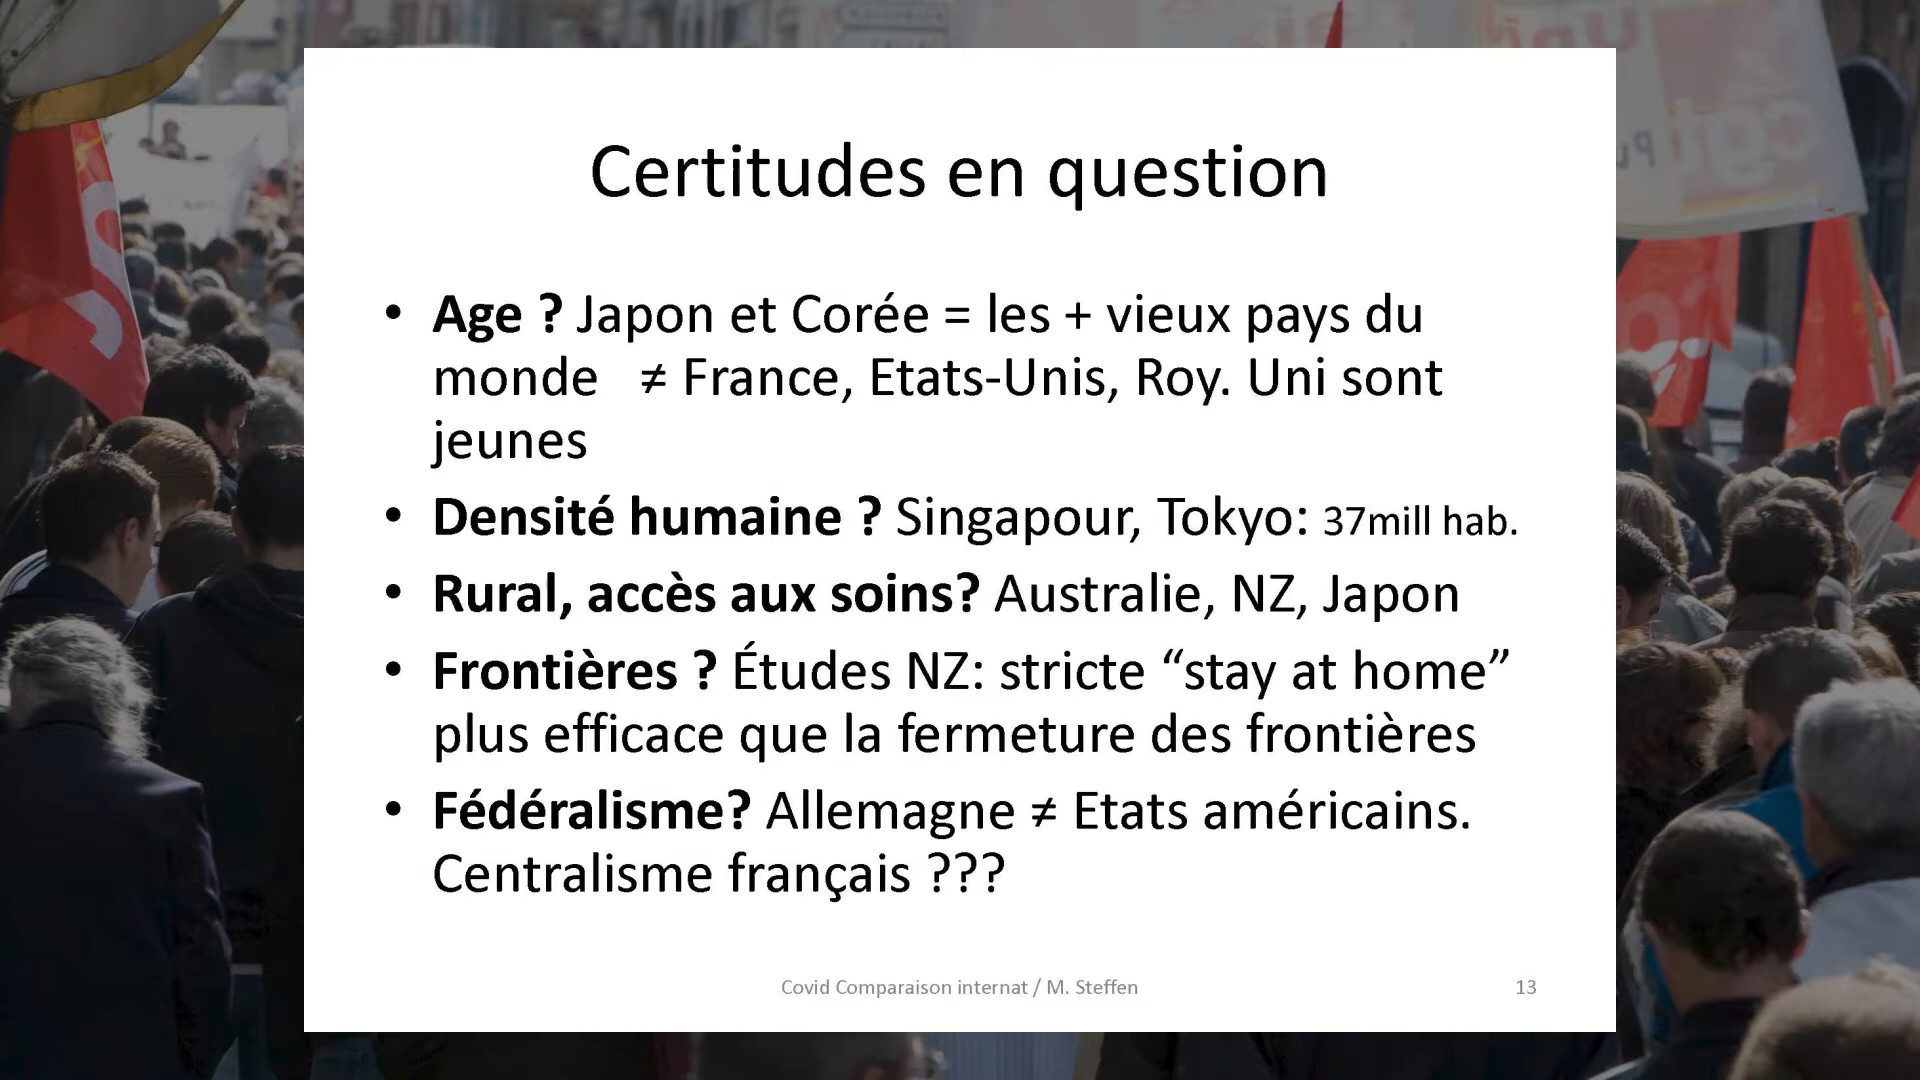 Certitudes en question
• Age ? Japon et Corée = les + vieux pays du
monde ≠ France, Etats-Unis, Roy. Uni sont
jeunes
• Densité humaine ? Singapour, Tokyo: 37mill hab.
• Rural, accès aux soins? Australie, NZ, Japon
• Frontières ? Études NZ: stricte “stay at home”
plus efficace que la fermeture des frontières
• Fédéralisme? Allemagne ≠ Etats américains.
Centralisme français ???
Covid Comparaison internat / M. Steffen
13